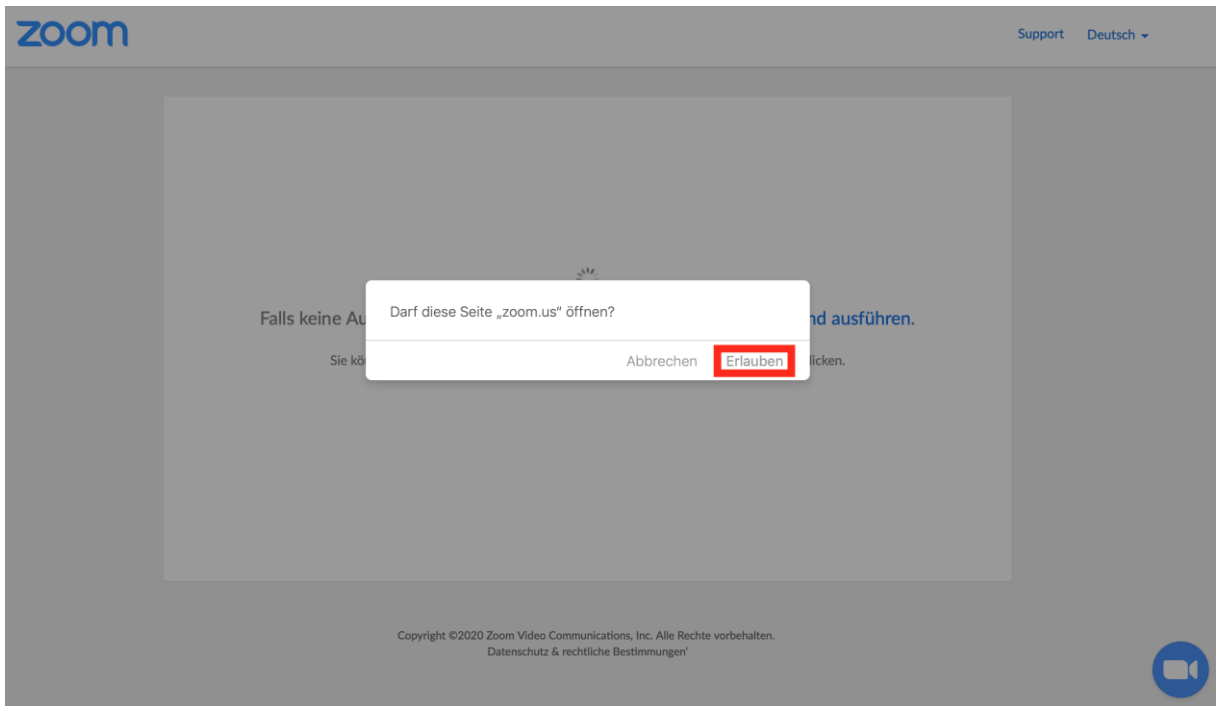 zoom
Support Deutsch
Darf diese Seite „zoom.us“ öffnen?
Falls keine Au nd ausführen.
Sie kö licken.
Abbrechen Erlauben
Copyright ©2020 Zoom Video Communications, Inc. Alle Rechte vorbehalten.
Datenschutz & rechtliche Bestimmungen'